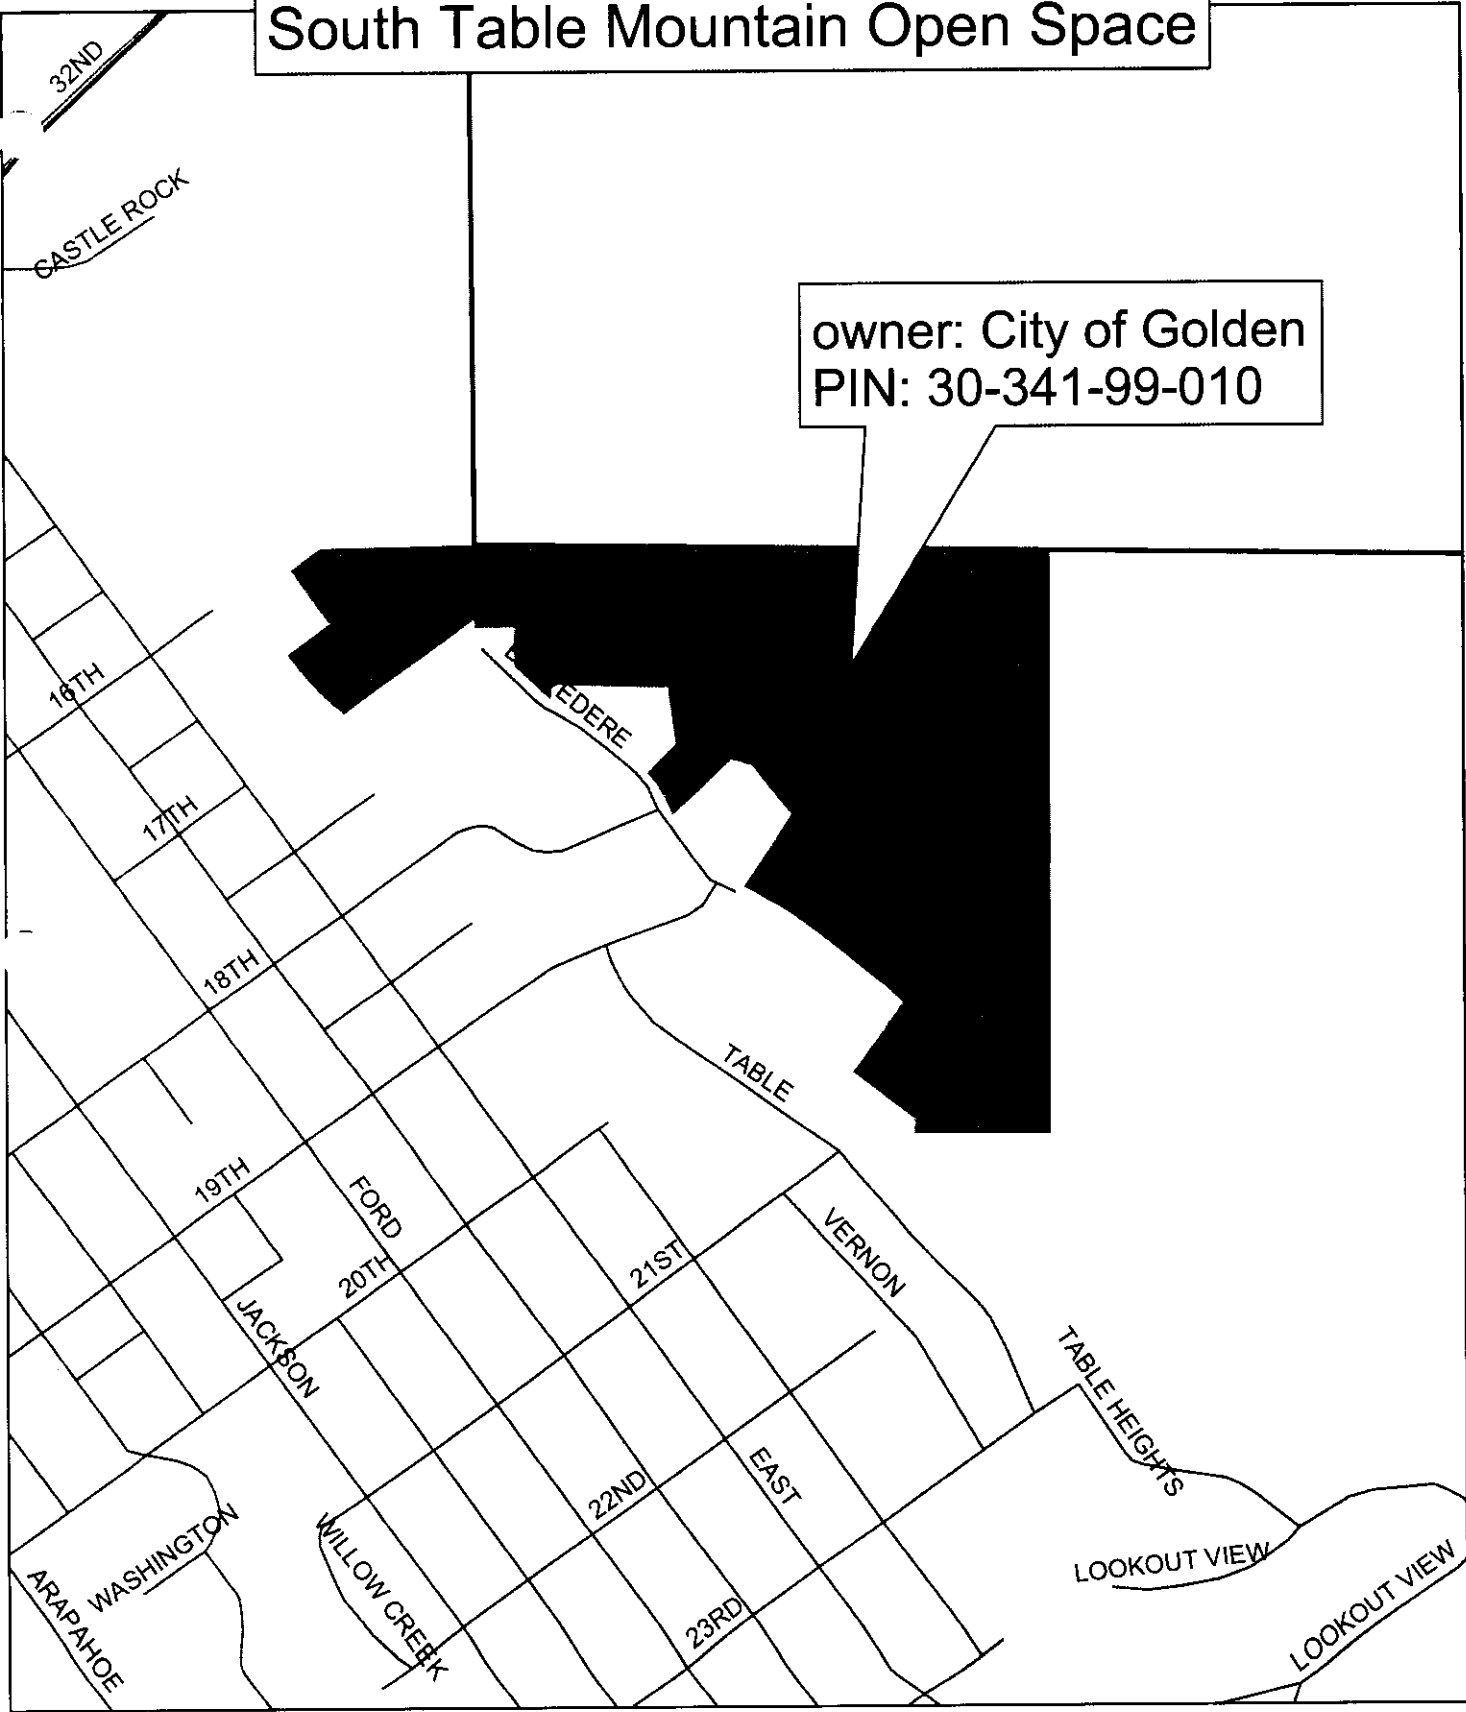 South Table Mountain Open Space
32ND
CASTLE ROCK
owner: City of Golden
PIN: 30-341-99-010
16TH
EDERE
17TH
18TH
TABLE
19TH
FORD
20TH
21ST
VERNON
JACKSON
TABLE HEIGHTS
22ND
EAST
WASHINGTON
WILLOW CREEK
ARAPAHOE
23RD
LOOKOUT VIEW
LOOKOUT VIEW